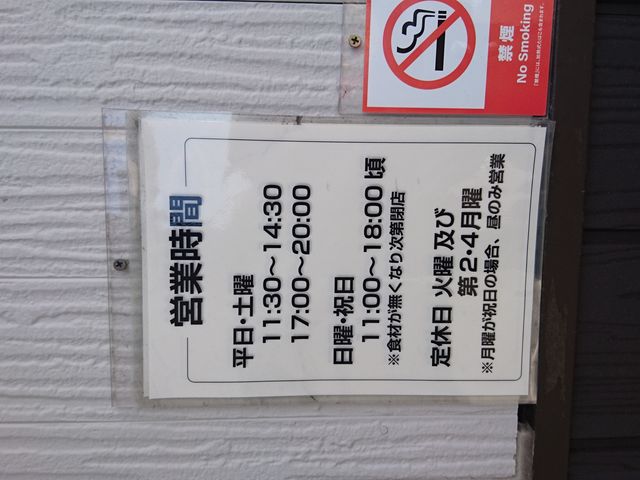 禁煙
No Smoking
営業時間
平日・土曜
11:30～14:30
17:00～20:00
日曜・祝日
11:00～18:00 頃
※食材が無くなり次第閉店
定休日 火曜 及び
第2・4月曜
※月曜が祝日の場合、昼のみ営業